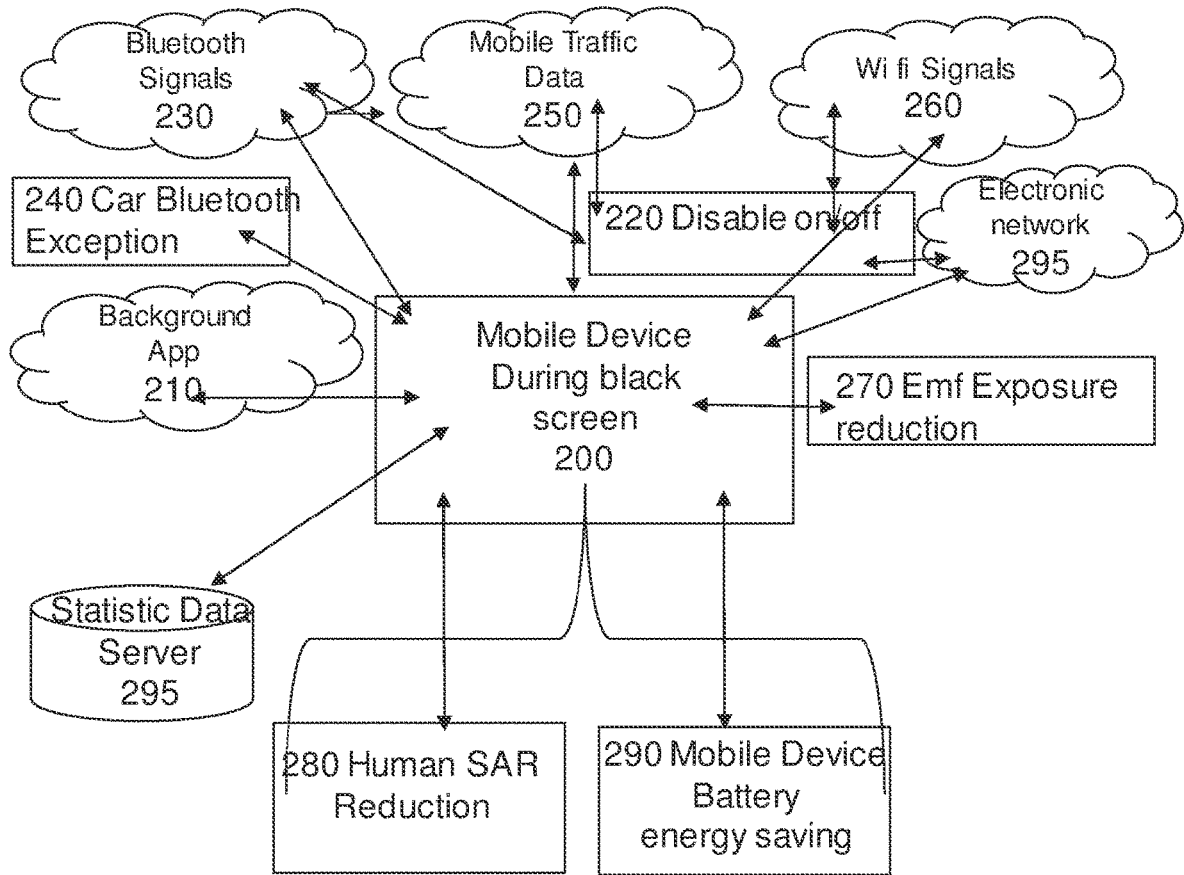 Bluetooth
Signals
230
Mobile Traffic
Data
250
Wi fi Signals
260
240 Car Bluetooth
Exception
220 Disable on/off
Electronic
network
295
Background
App
210
Mobile Device
During black
screen
200
270 Emf Exposure
reduction
Statistic Data
Server
295
280 Human SAR
Reduction
290 Mobile Device
Battery
energy saving